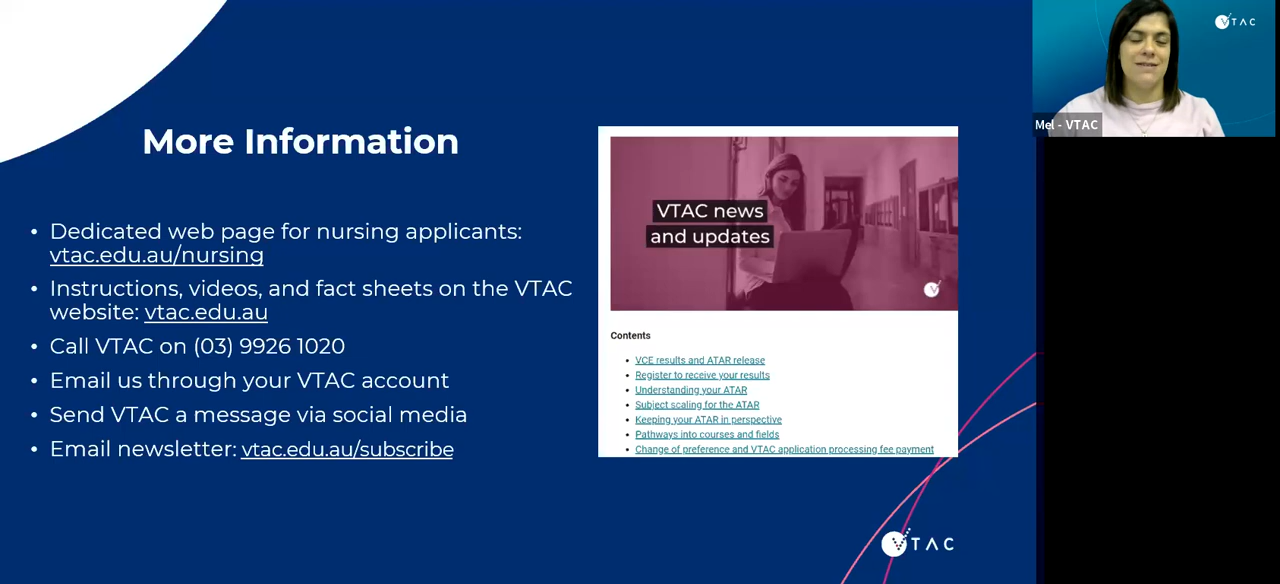 VTAC
Mel - VTAC
More Information
• Dedicated web page for nursing applicants:
vtac.edu.au/nursing
• Instructions, videos, and fact sheets on the VTAC
website: vtac.edu.au
• Call VTAC on (03) 9926 1020
• Email us through your VTAC account
• Send VTAC a message via social media
• Email newsletter: vtac.edu.au/subscribe
VTAC news
and updates
Contents
• VCE results and ATAR release
• Register to receive your results
• Understanding your ATAR
• Subject scaling for the ATAR
• Keeping your ATAR in perspective
• Pathways into courses and fields
• Change of preference and VTAC application processing fee payment
VTAC